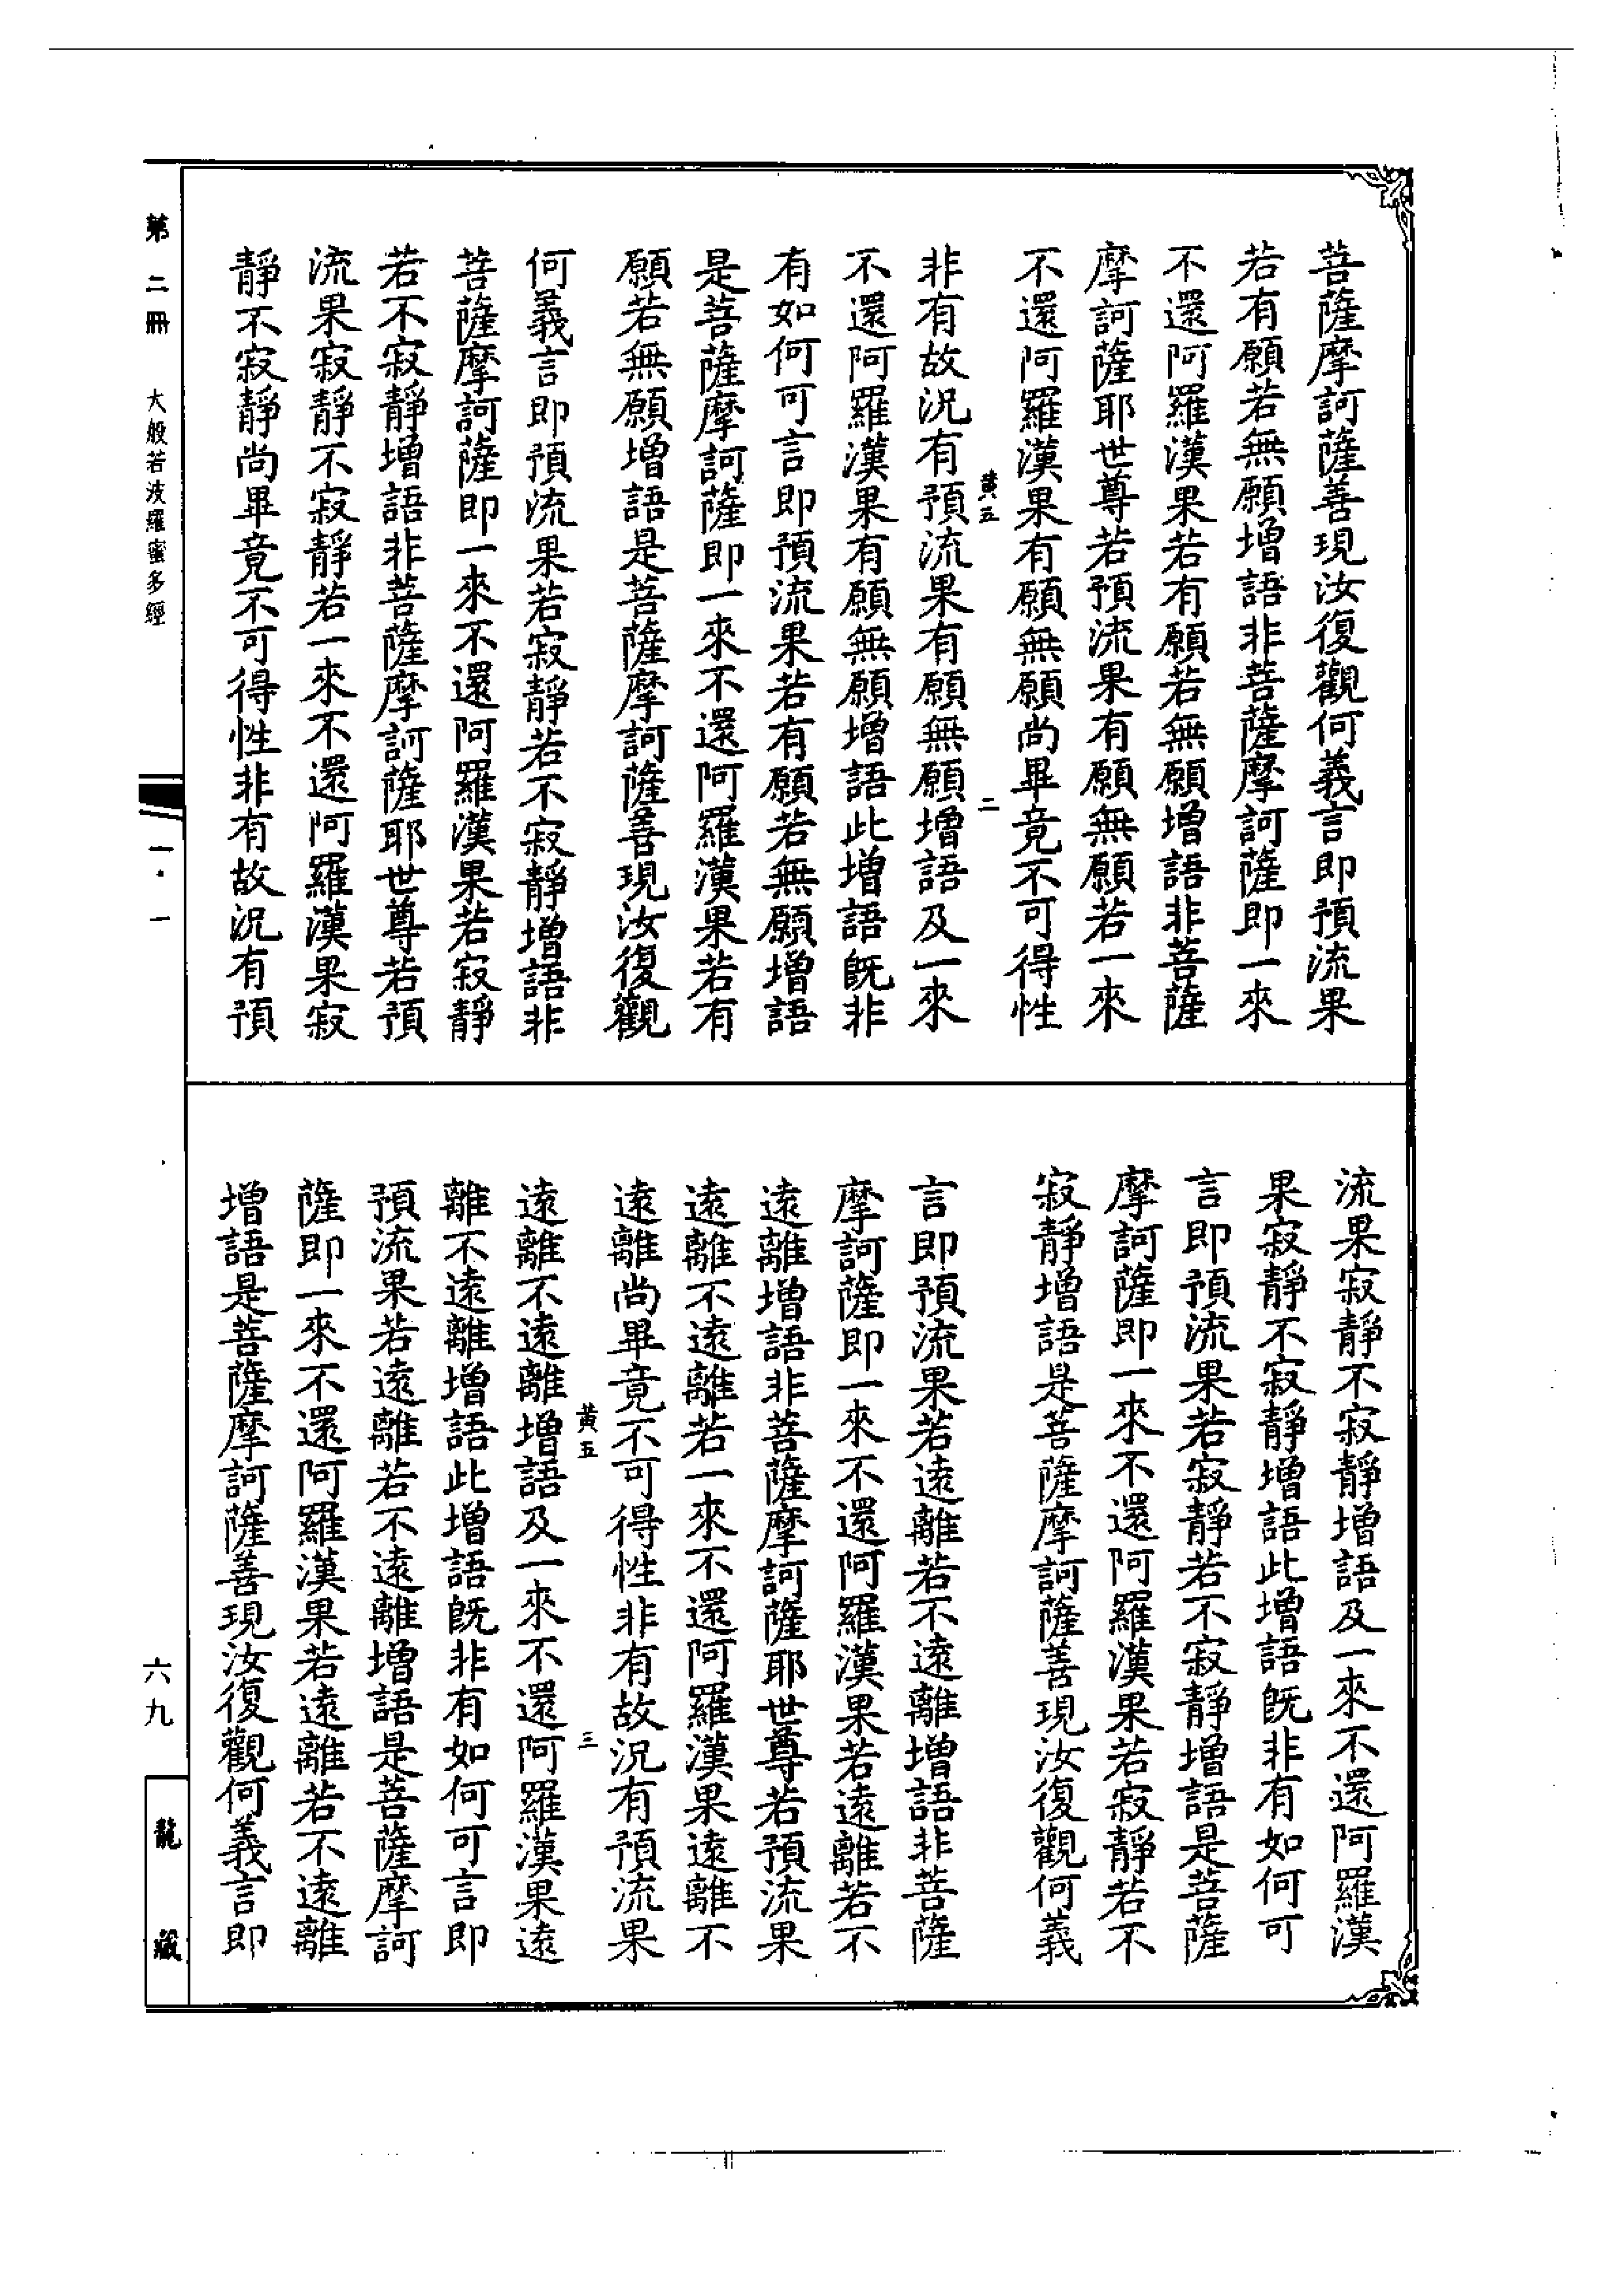 菩薩摩訶薩善現汝復觀何義言即預流果
若有願若無願增語非菩薩摩訶薩即一來
不還阿羅漢果若有願若無願增語非菩薩
摩訶薩耶世尊若預流果有願無願若一來
不還阿羅漢果有願無願尚畢竟不可得性
黃五 二
非有故況有預流果有願無願增語及一來
不還阿羅漢果有願無願增語此增語旣非
有如何可言即預流果若有願若無願增語
是菩薩摩訶薩即一來不還阿羅漢果若有
願若無願增語是菩薩摩訶薩善現汝復觀
何義言即預流果若寂靜若不寂靜增語非
菩薩摩訶薩即一來不還阿羅漢果若寂靜
若不寂靜增語非菩薩摩訶薩耶世尊若預
流果寂靜不寂靜若一來不還阿羅漢果寂
靜不寂靜尚畢竟不可得性非有故況有預
流果寂靜不寂靜增語及一來不還阿羅漢
果寂靜不寂靜增語此增語旣非有如何可
言即預流果若寂靜若不寂靜增語是菩薩
摩訶薩即一來不還阿羅漢果若寂靜若不
寂靜增語是菩薩摩訶薩善現汝復觀何義
言即預流果若遠離若不遠離增語非菩薩
摩訶薩即一來不還阿羅漢果若遠離若不
遠離增語非菩薩摩訶薩耶世尊若預流果
遠離不遠離若一來不還阿羅漢果遠離不
遠離尚畢竟不可得性非有故況有預流果
黃五 三
遠離不遠離增語及一來不還阿羅漢果遠
離不遠離增語此增語旣非有如何可言即
預流果若遠離若不遠離增語是菩薩摩訶
薩即一來不還阿羅漢果若遠離若不遠離
增語是菩薩摩訶薩善現汝復觀何義言即
第二冊 大般若波羅蜜多經 一·一 六九 龍藏